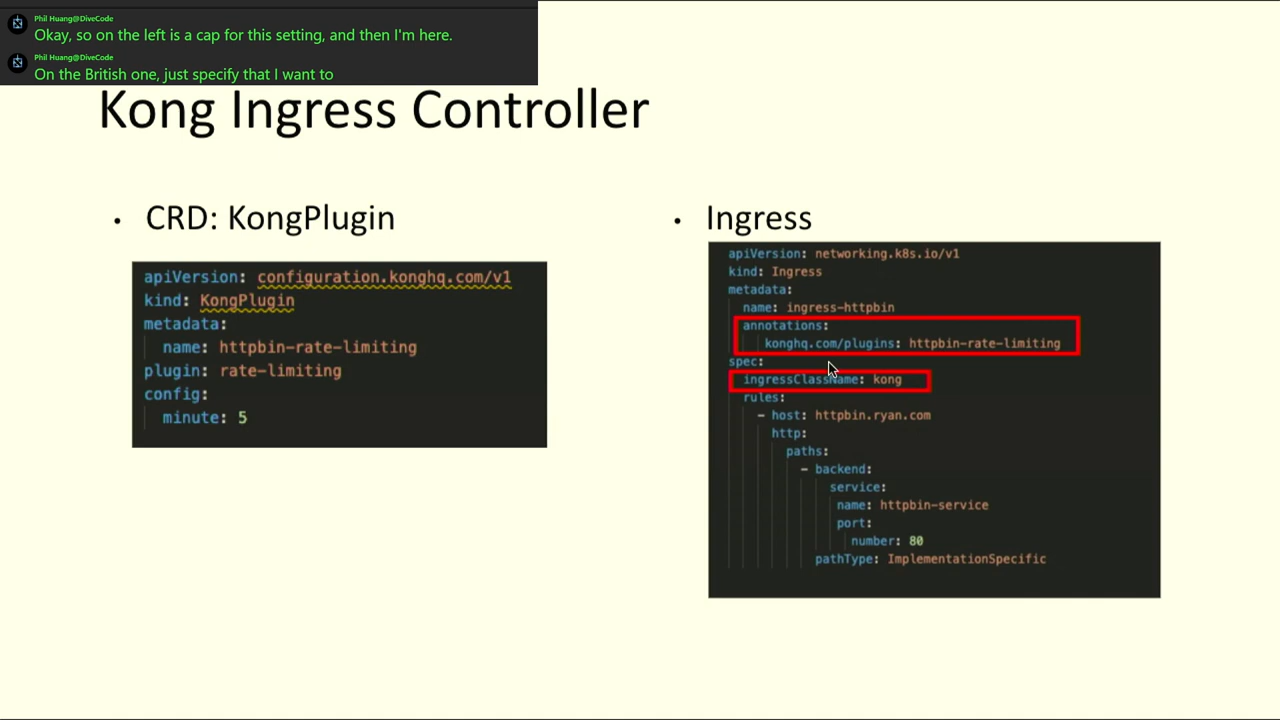 Phil Huang@DiveCode
Okay, so on the left is a cap for this setting, and then I'm here.
Phil Huang@DiveCode
On the British one, just specify that I want to
Kong Ingress Controller
• CRD: KongPlugin
apiVersion: configuration.konghq.com/v1
kind: KongPlugin
metadata:
  name: httpbin-rate-limiting
plugin: rate-limiting
config:
  minute: 5
• Ingress
apiVersion: networking.k8s.io/v1
kind: Ingress
metadata:
  name: ingress-httpbin
  annotations:
    konghq.com/plugins: httpbin-rate-limiting
spec:
  ingressClassName: kong
  rules:
    - host: httpbin.ryan.com
      http:
        paths:
          - backend:
              service:
               name: httpbin-service
               port:
                 number: 80
            pathType: ImplementationSpecific